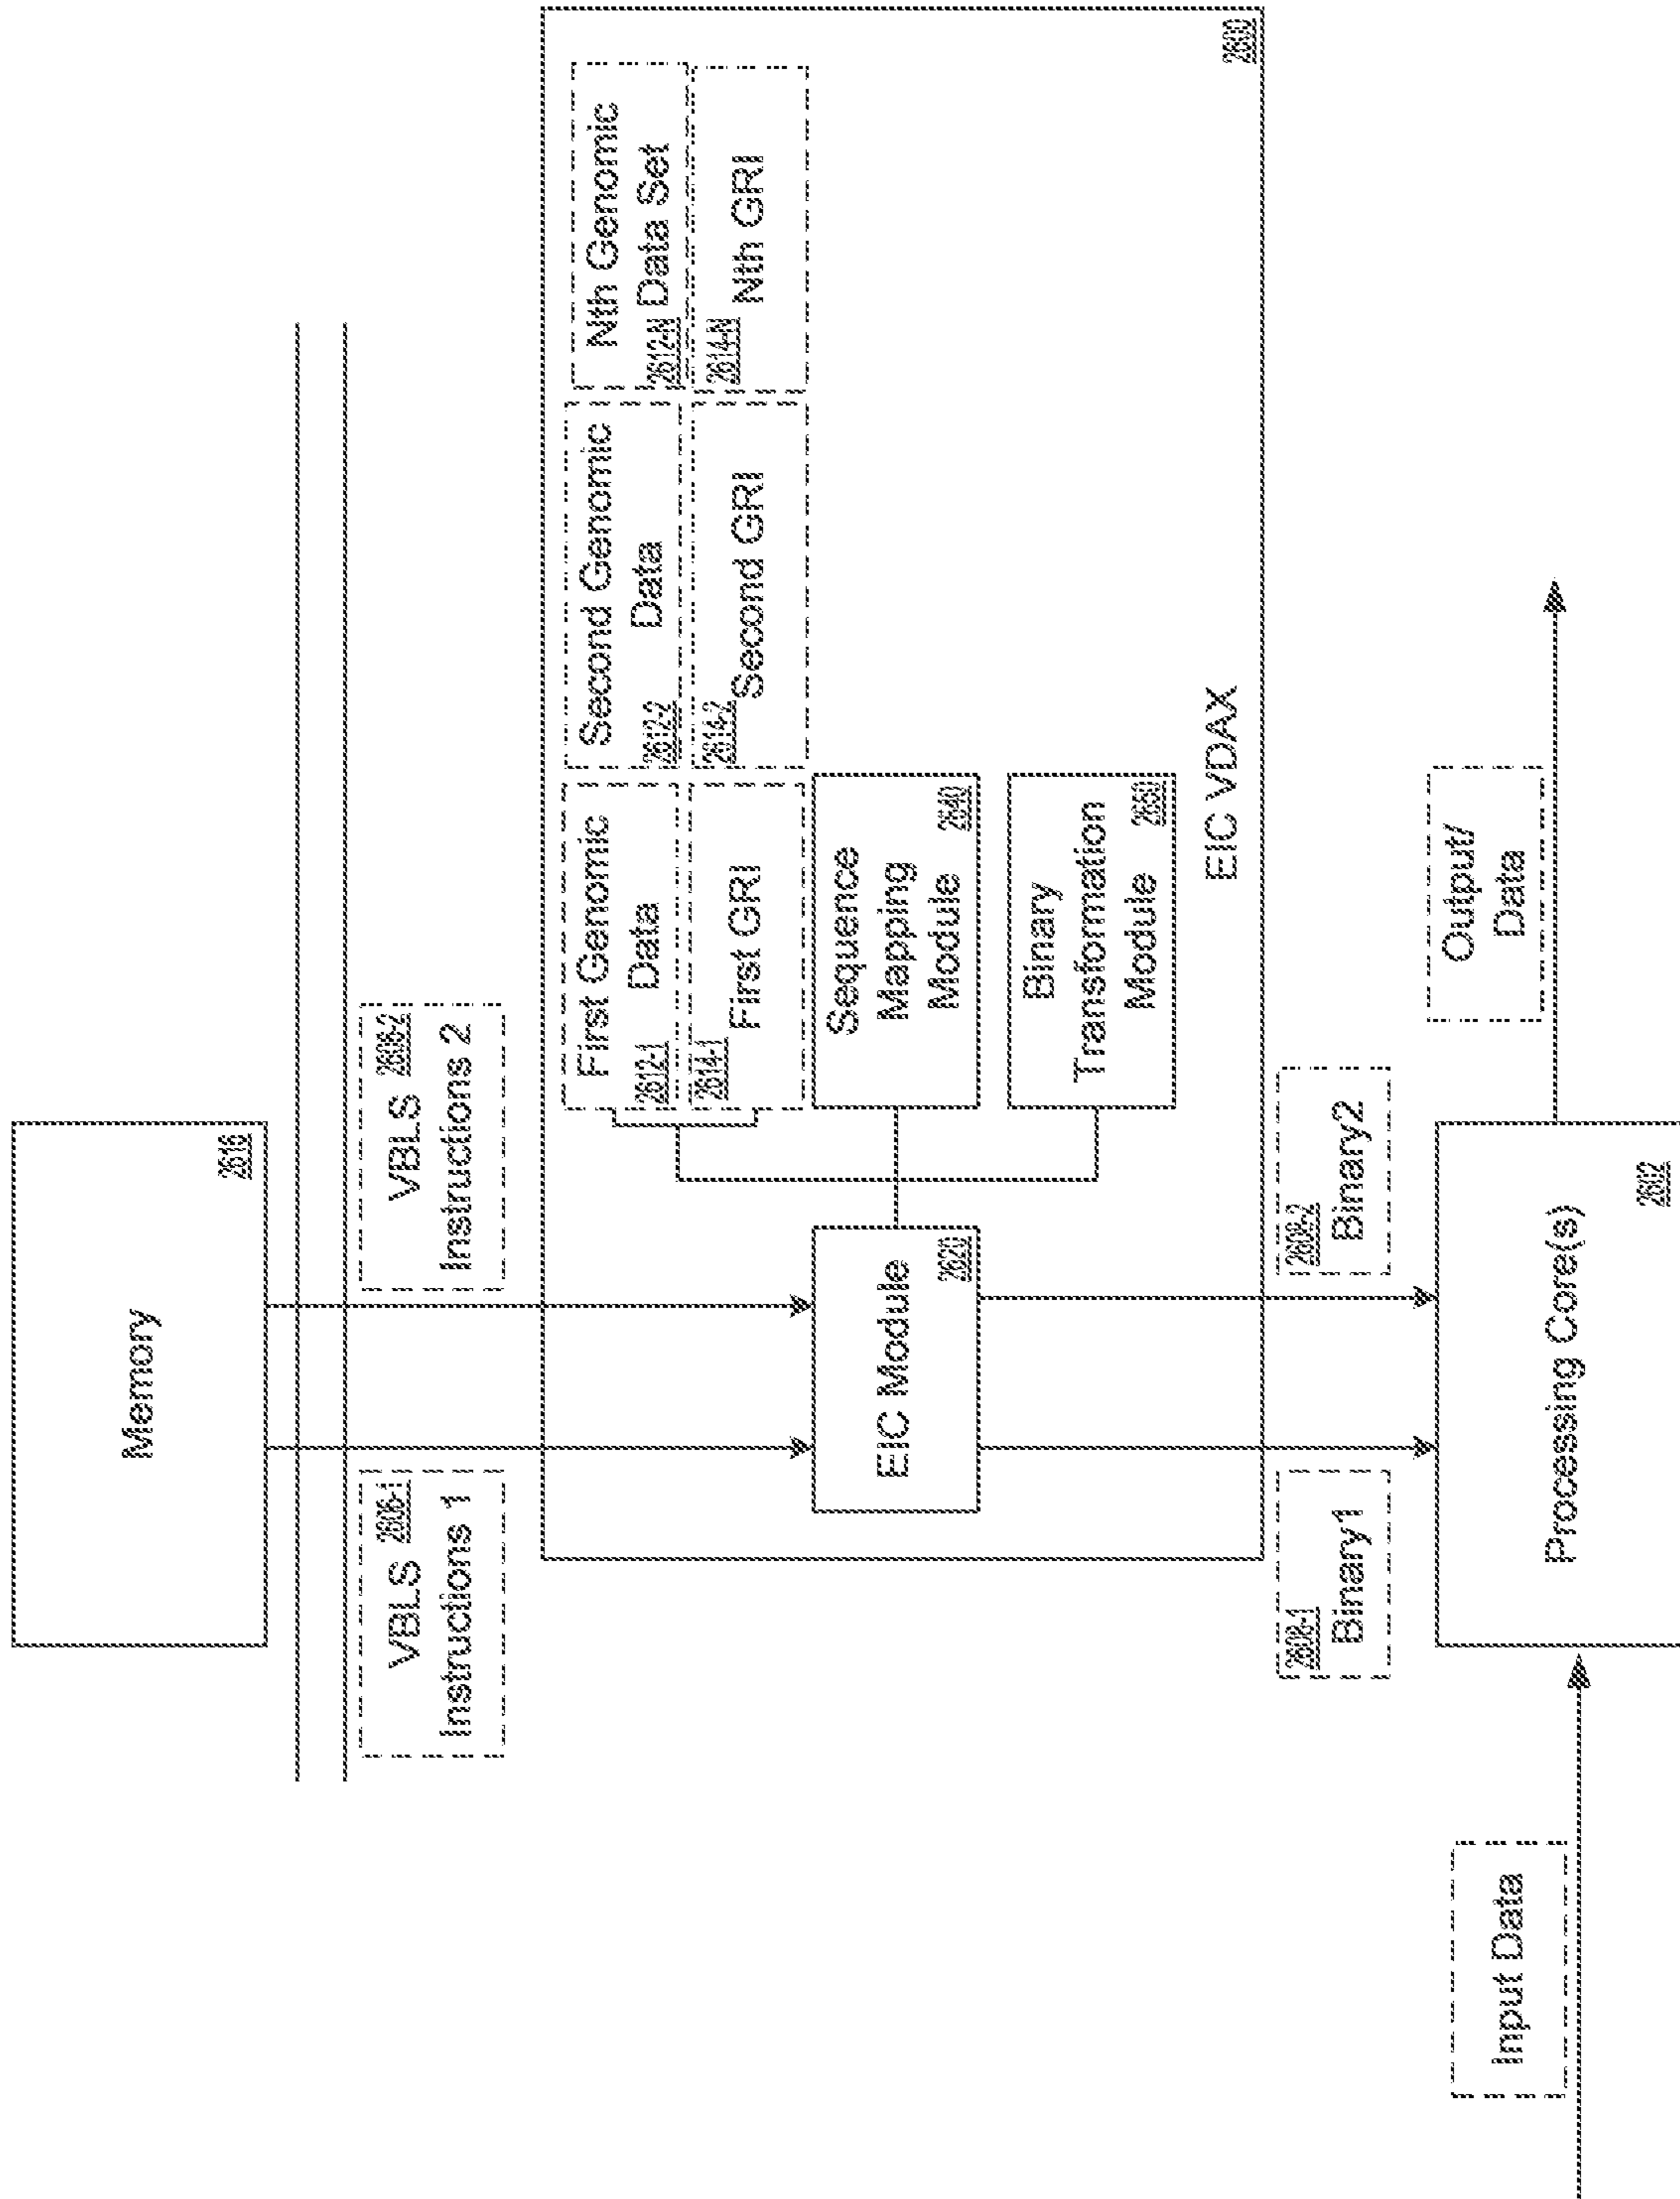 Memory
2616
VBLS 2606-1
Instructions 1
VBLS 2606-2
Instructions 2
First Genomic
2612-1 Data
Second Genomic
2612-2 Data
Nth Genomic
2612-N Data Set
2614-1
First GRI
2614-2
Second GRI
2614-N
Nth GRI
EIC Module
2620
Sequence
Mapping
Module 2640
Binary
Transformation
Module 2650
EIC VDAX
2600
2608-1
Binary1
2608-2
Binary2
Input Data
Processing Core(s)
2602
Output/
Data